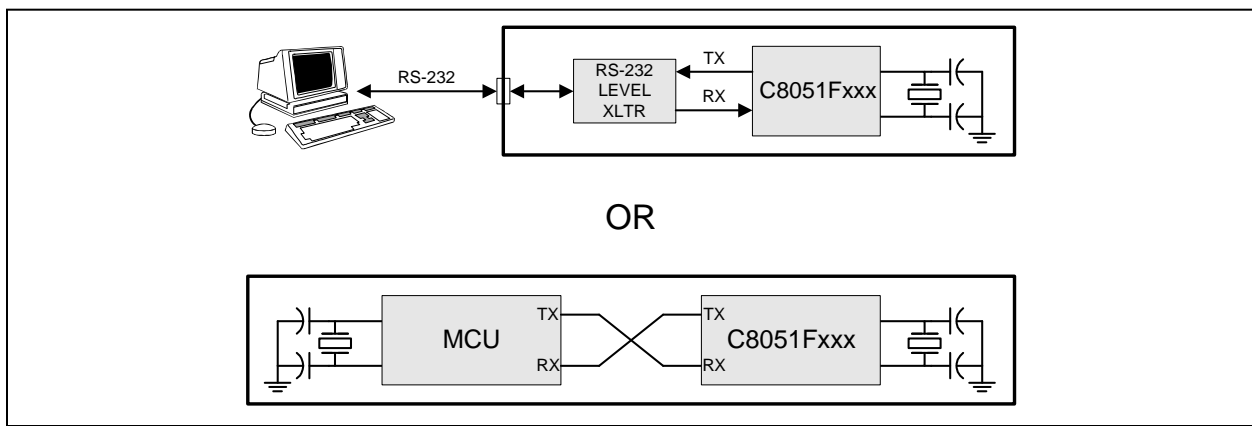 RS-232
RS-232
LEVEL
XLTR
TX
RX
C8051Fxxx
OR
MCU
TX
RX
TX
RX
C8051Fxxx